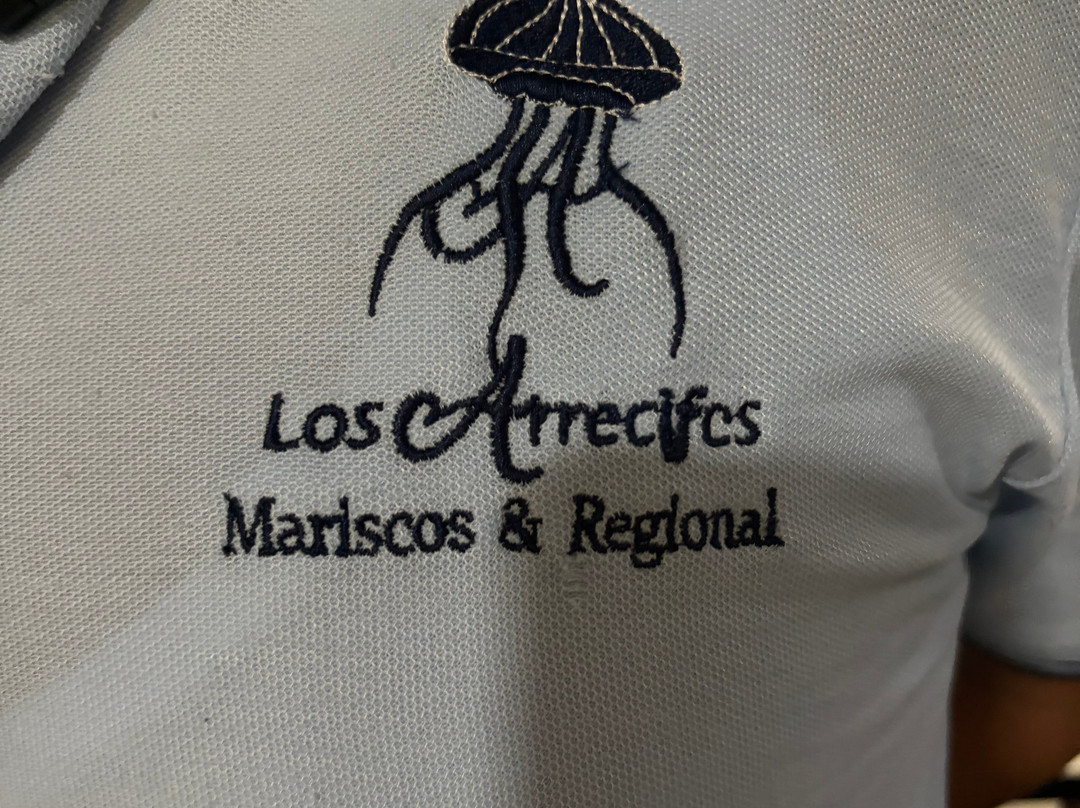 Los Arrecifes
Mariscos & Regional